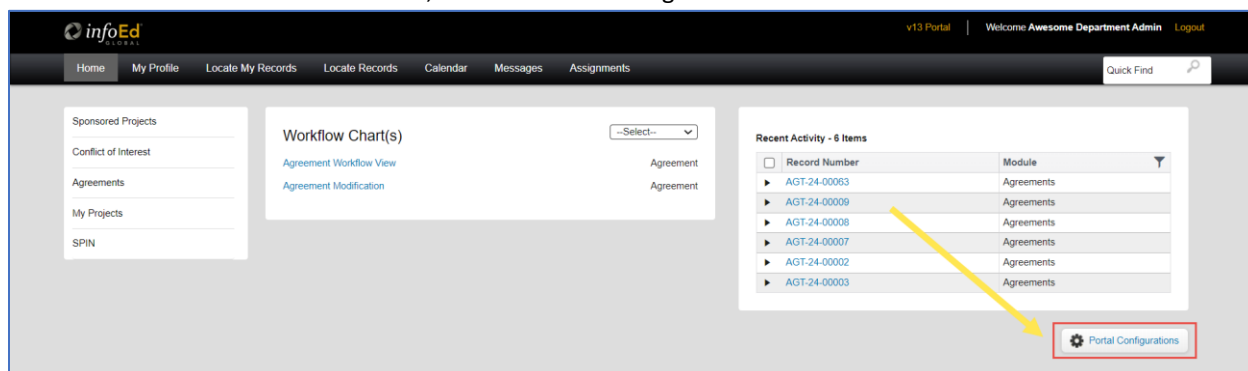 infoEd
GLOBAL
v13 Portal | Welcome Awesome Department Admin Logout
Home My Profile Locate My Records Locate Records Calendar Messages Assignments Quick Find
Sponsored Projects
Conflict of Interest
Agreements
My Projects
SPIN
Workflow Chart(s) --Select--
Agreement Workflow View Agreement
Agreement Modification Agreement
Recent Activity - 6 Items
Record Number Module
AGT-24-00063 Agreements
AGT-24-00009 Agreements
AGT-24-00008 Agreements
AGT-24-00007 Agreements
AGT-24-00002 Agreements
AGT-24-00003 Agreements
Portal Configurations